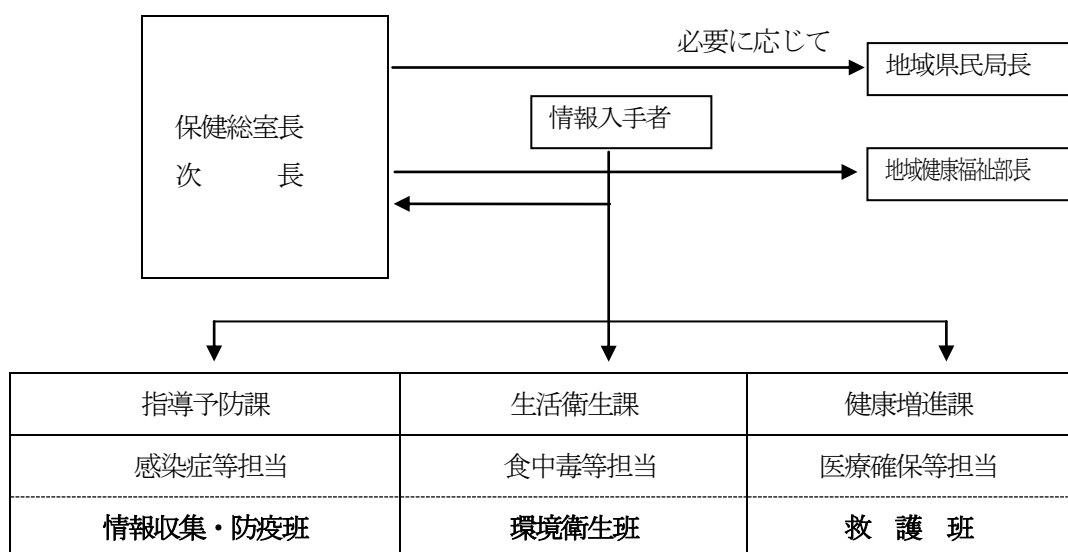 必要に応じて
地域県民局長
情報入手者
保健総室長
次　　　長
地域健康福祉部長
指導予防課
生活衛生課
健康増進課
感染症等担当
食中毒等担当
医療確保等担当
情報収集・防疫班
環境衛生班
救　護　班